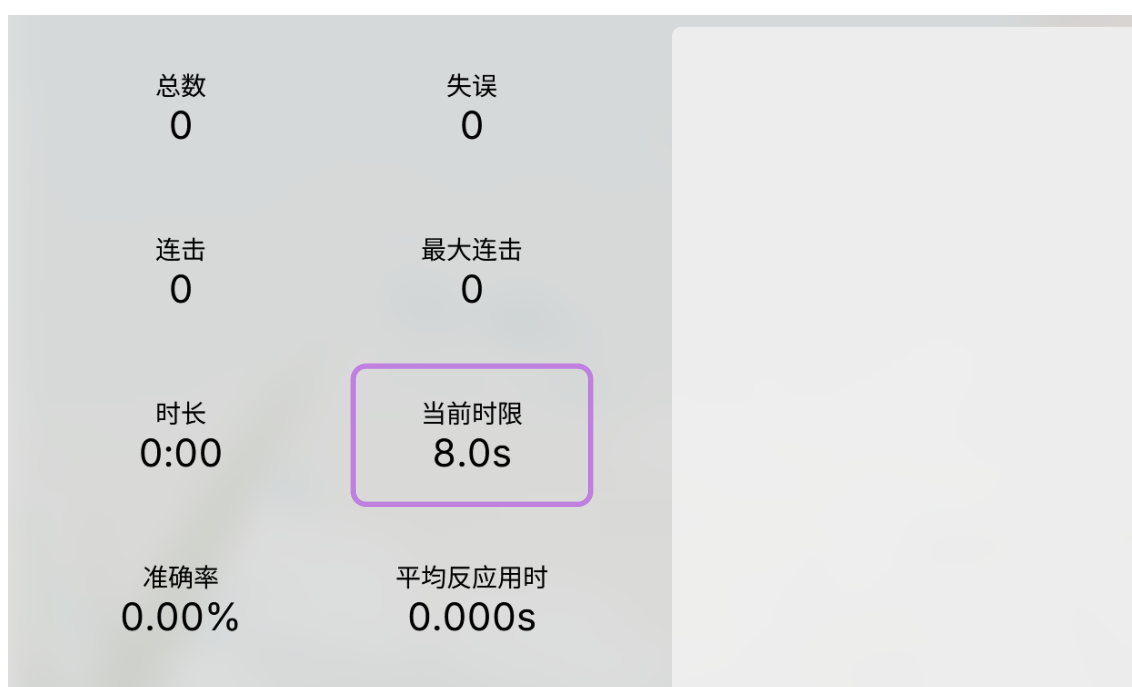 总数
0
失误
0
连击
0
最大连击
0
时长
0:00
当前时限
8.0s
准确率
0.00%
平均反应用时
0.000s